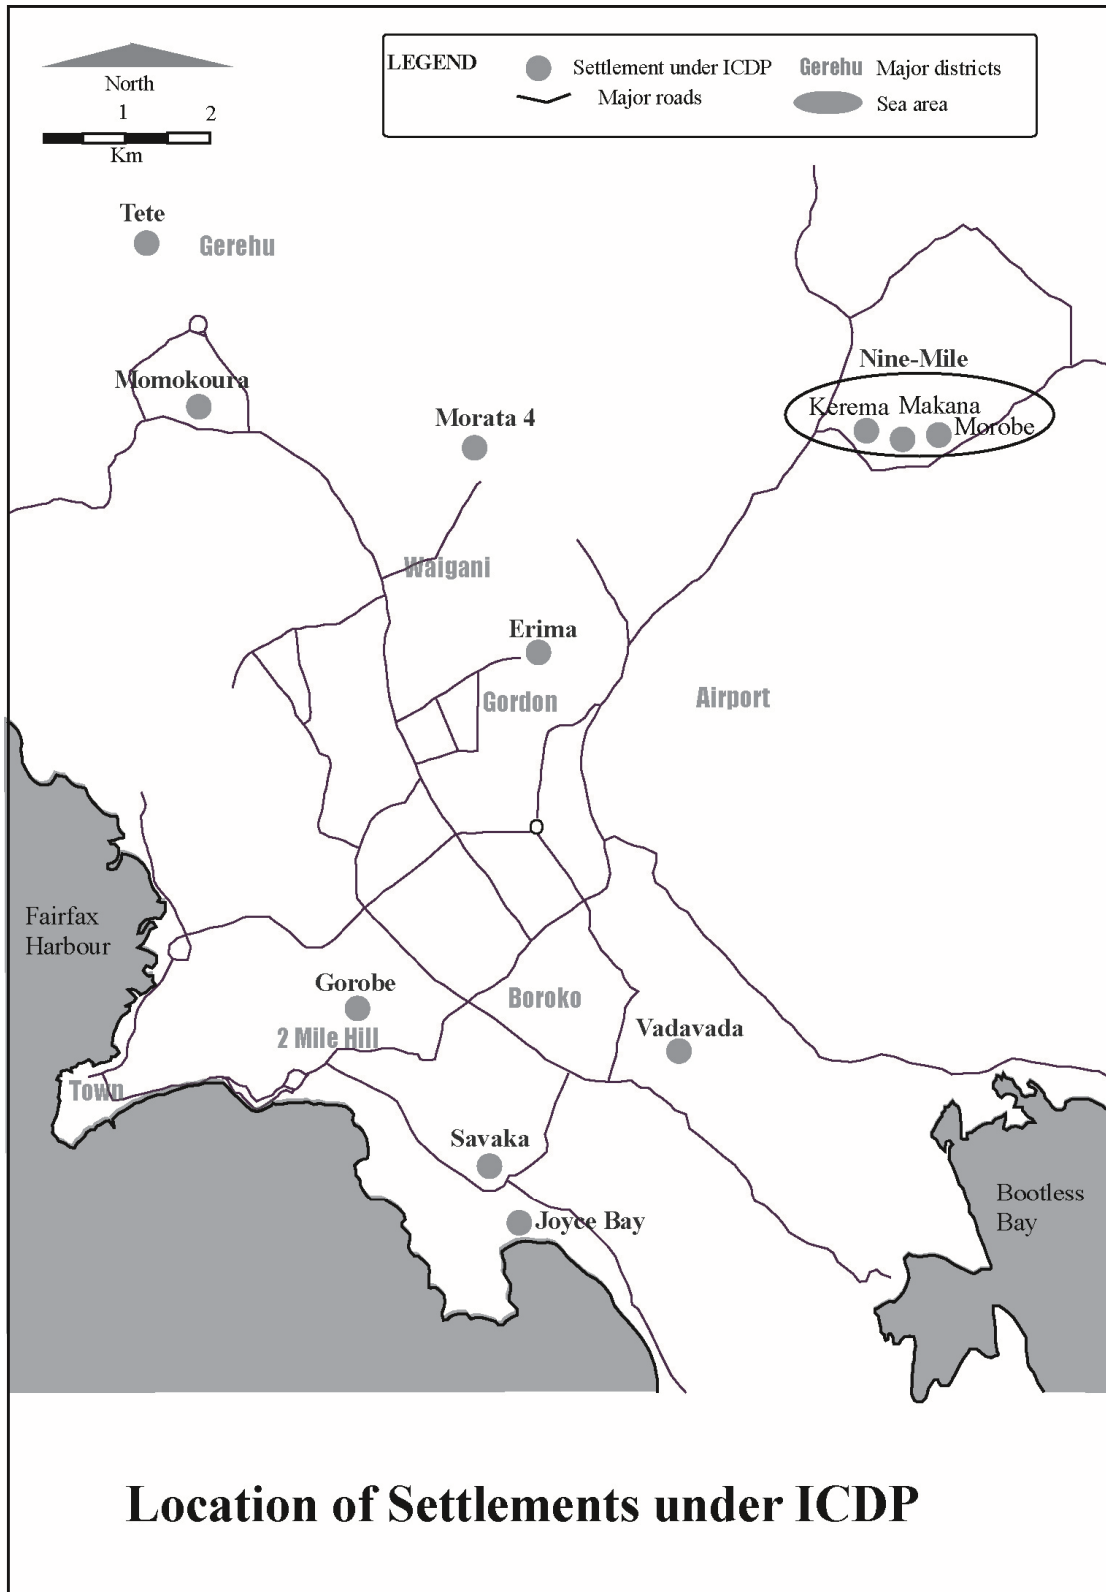 LEGEND
Settlement under ICDP
Gerehu
Major districts
Major roads
Sea area
North
1
2
Km
Tete
Gerehu
Nine-Mile
Momokoura
Kerema
Makana
Morobe
Morata 4
Waigani
Erima
Gordon
Airport
Fairfax
Harbour
Gorobe
Boroko
2 Mile Hill
Vadavada
Town
Savaka
Joyce Bay
Bootless
Bay
Location of Settlements under ICDP